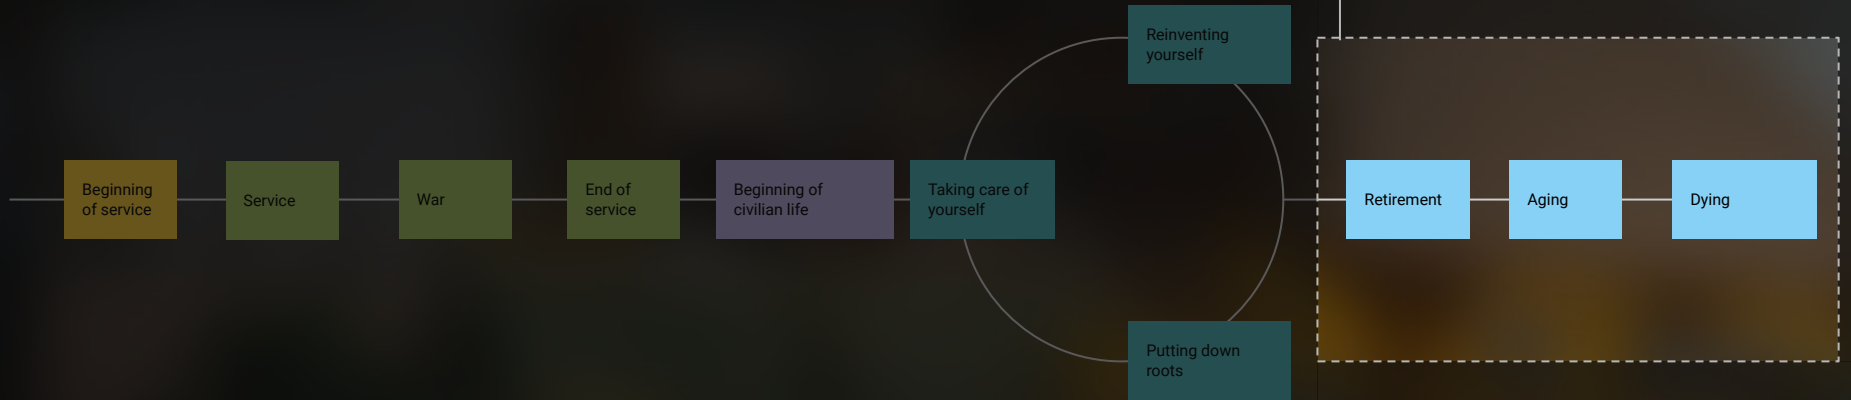 Reinventing
yourself
Beginning
of service
Service
War
End of
service
Beginning of
civilian life
Taking care of
yourself
Retirement
Aging
Dying
Putting down
roots